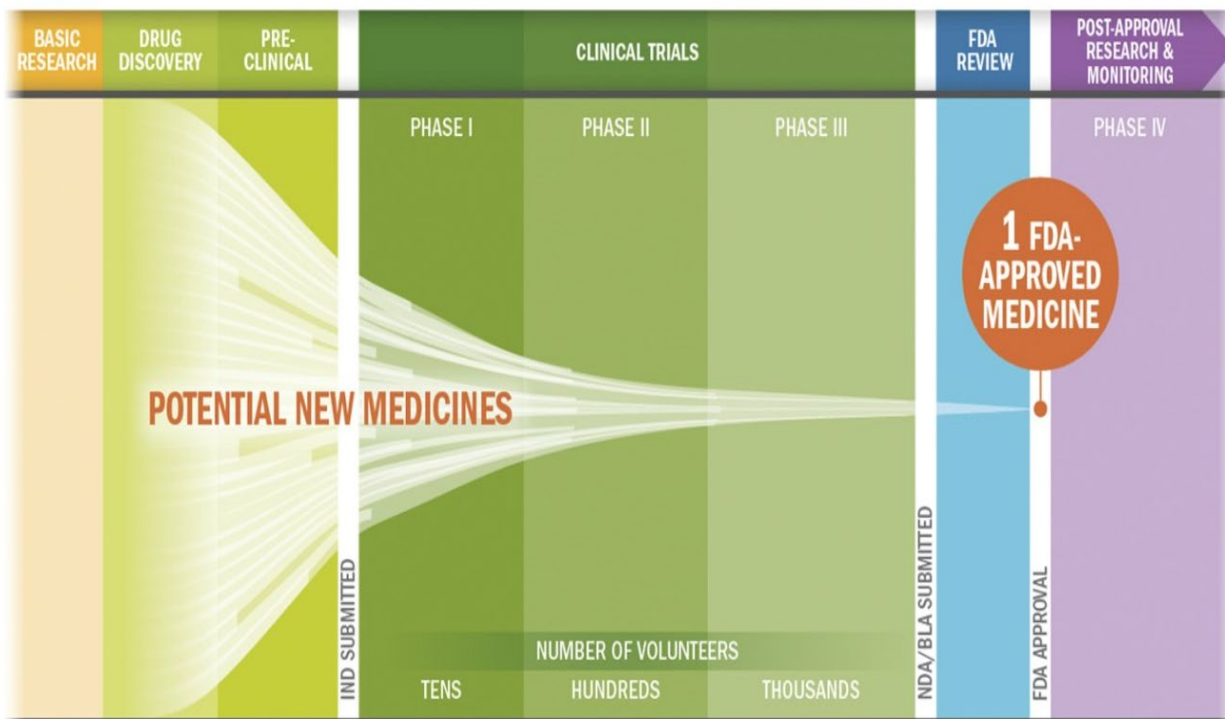 BASIC
RESEARCH
DRUG
DISCOVERY
PRE-
CLINICAL
CLINICAL TRIALS
FDA
REVIEW
POST-APPROVAL
RESEARCH &
MONITORING
PHASE I
PHASE II
PHASE III
PHASE IV
1 FDA-
APPROVED
MEDICINE
POTENTIAL NEW MEDICINES
IND SUBMITTED
NDA/BLA SUBMITTED
FDA APPROVAL
NUMBER OF VOLUNTEERS
TENS
HUNDREDS
THOUSANDS